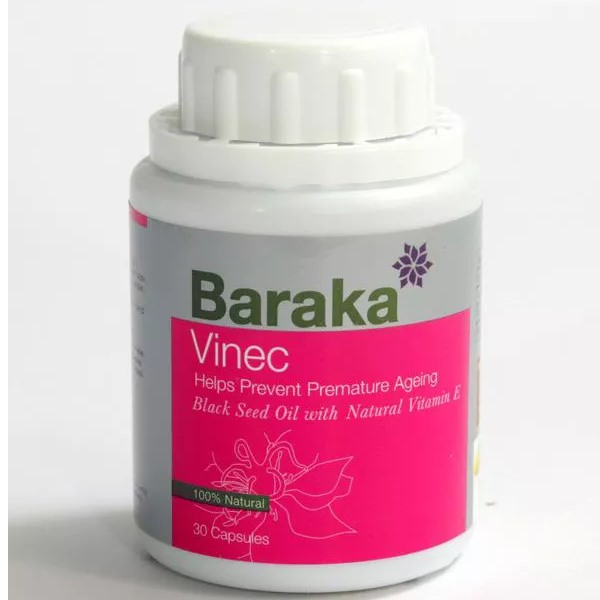 Baraka
Vinec
Helps Prevent Premature Ageing
Black Seed Oil with Natural Vitamin E
100% Natural
30 Capsules